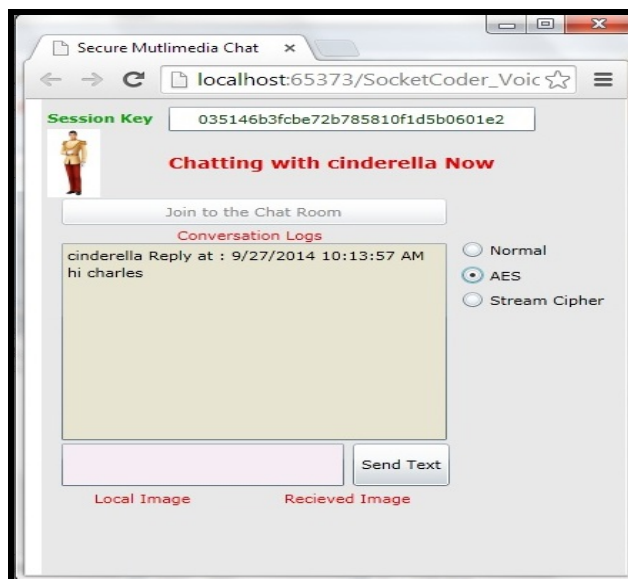 Secure Mutlimedia Chat
localhost:65373/SocketCoder_Voic
Session Key 035146b3fcbe72b785810f1d5b0601e2
Chatting with cinderella Now
Join to the Chat Room
Conversation Logs
cinderella Reply at : 9/27/2014 10:13:57 AM
hi charles
Normal
AES
Stream Cipher
Send Text
Local Image Recieved Image